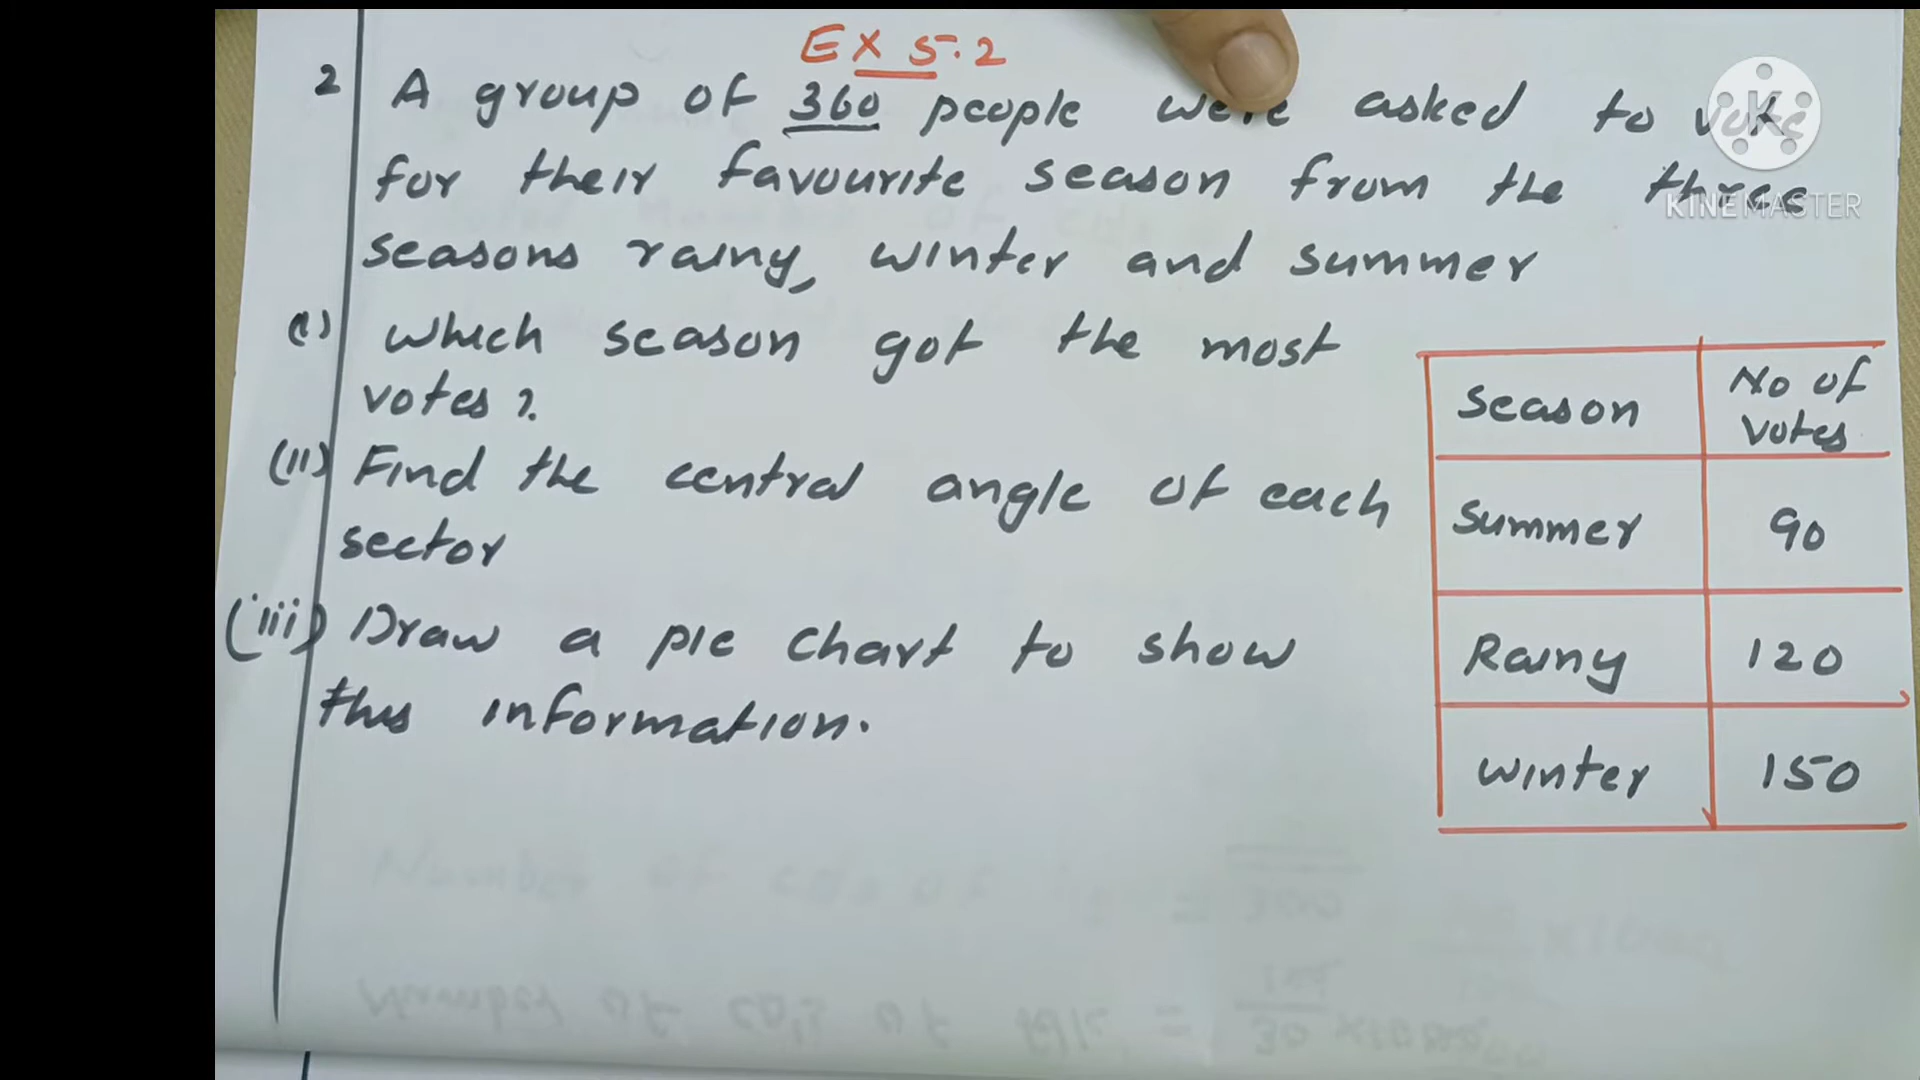 Ex 5.2
2 A group of 360 people were asked to
for their favourite season from the three
seasons rainy, winter and summer
(i) which season got the most
votes?
(ii) Find the central angle of each
sector
(iii) Draw a pie chart to show
this information.
Season No of votes
Summer 90
Rainy 120
winter 150
KINEMASTER